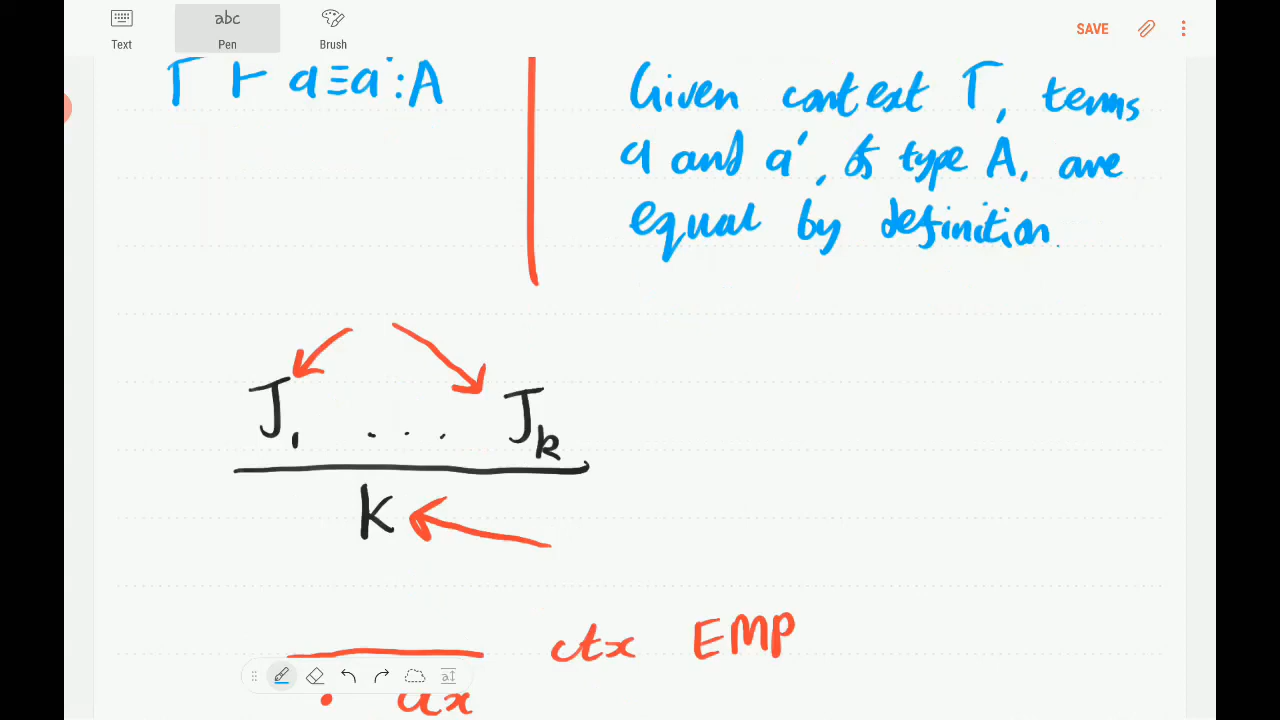 abc
SAVE
Text Pen Brush
Γ ⊢ a≡a':A
Given context Γ, terms
a and a', of type A, are
equal by definition.
J₁ ... Jₖ
K
ctx EMP
· ctx